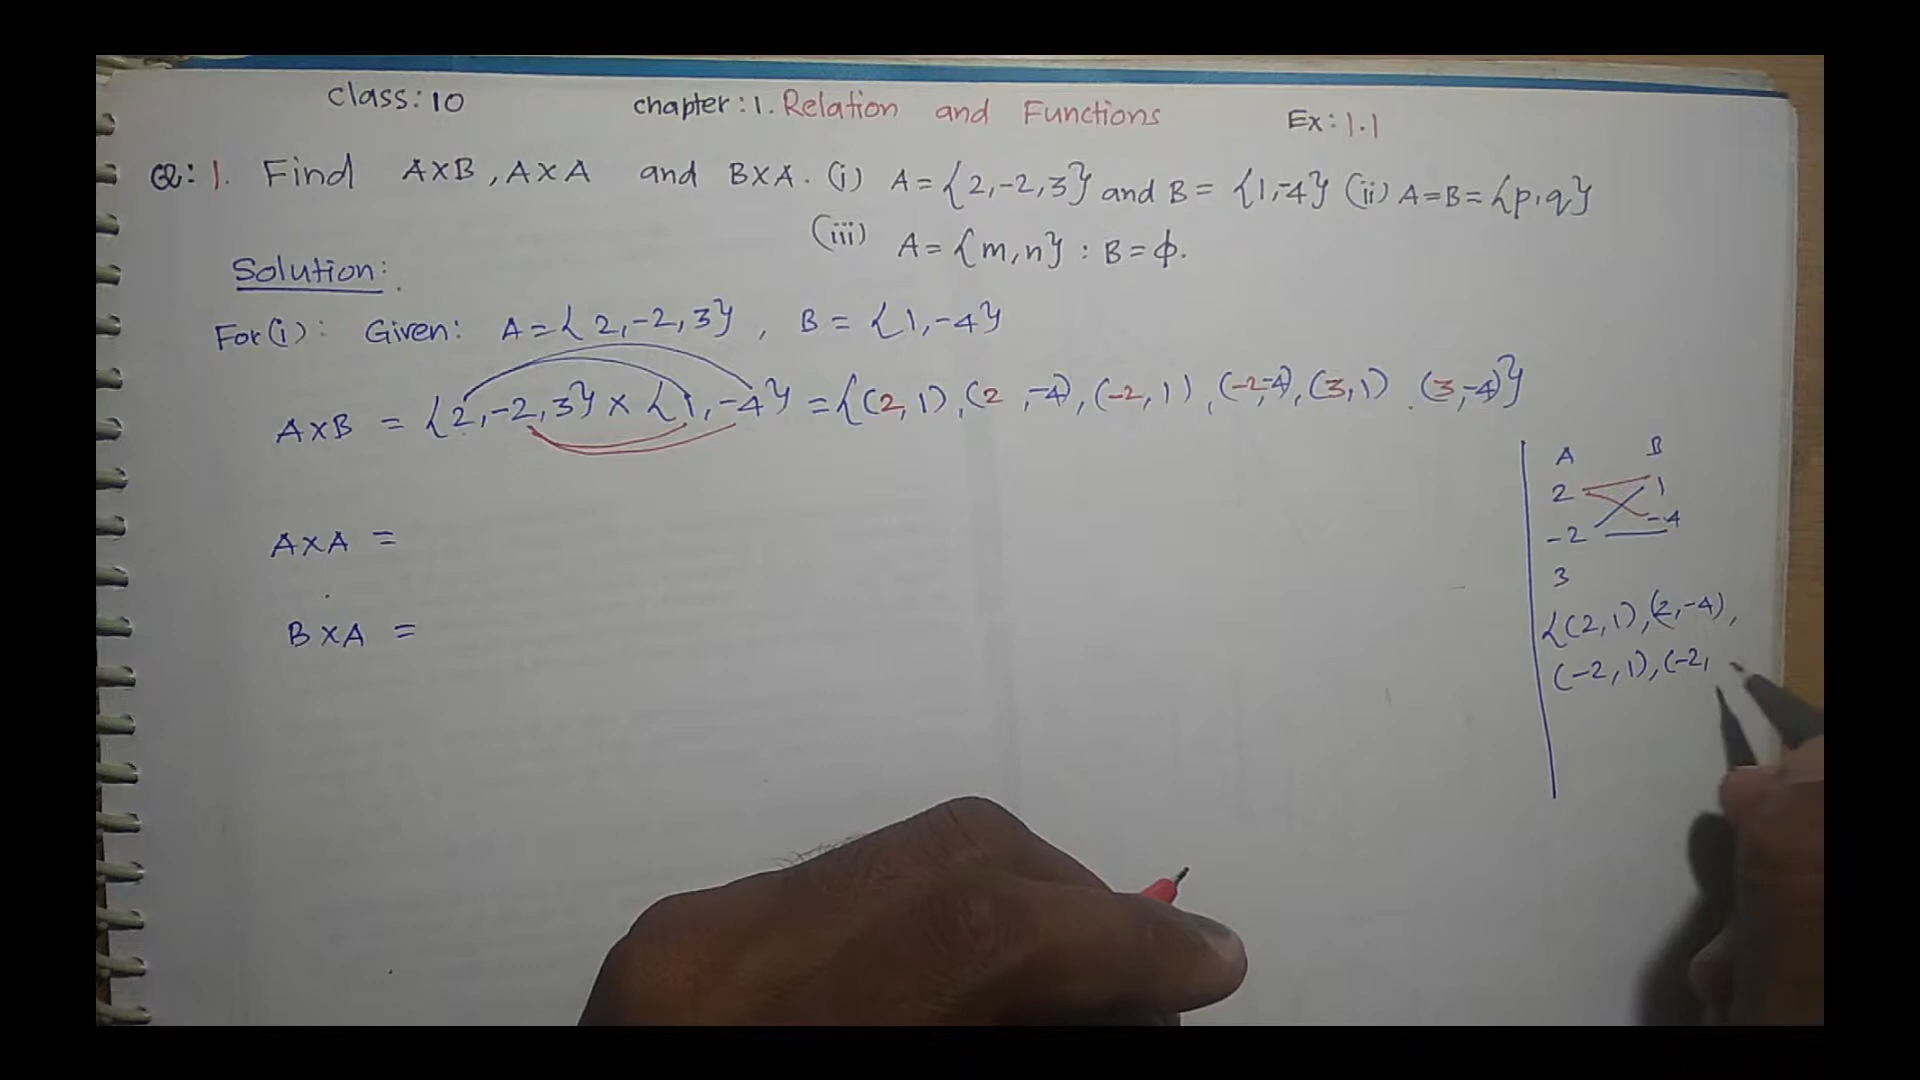 class: 10 chapter: 1. Relation and Functions Ex: 1.1
Q: 1. Find A×B, A×A and B×A. (i) A = {2,-2,3} and B = {1,-4} (ii) A=B= {p,q}
(iii) A = {m,n} : B = ϕ.
Solution:
For (i): Given: A = {2,-2,3}, B = {1,-4}
A×B = {2,-2,3} × {1,-4} = {(2,1), (2,-4), (-2,1), (-2,-4), (3,1), (3,-4)}
A×A =
B×A =
A B
2 1
-2 -4
3
{(2,1),(2,-4),
(-2,1),(-2,